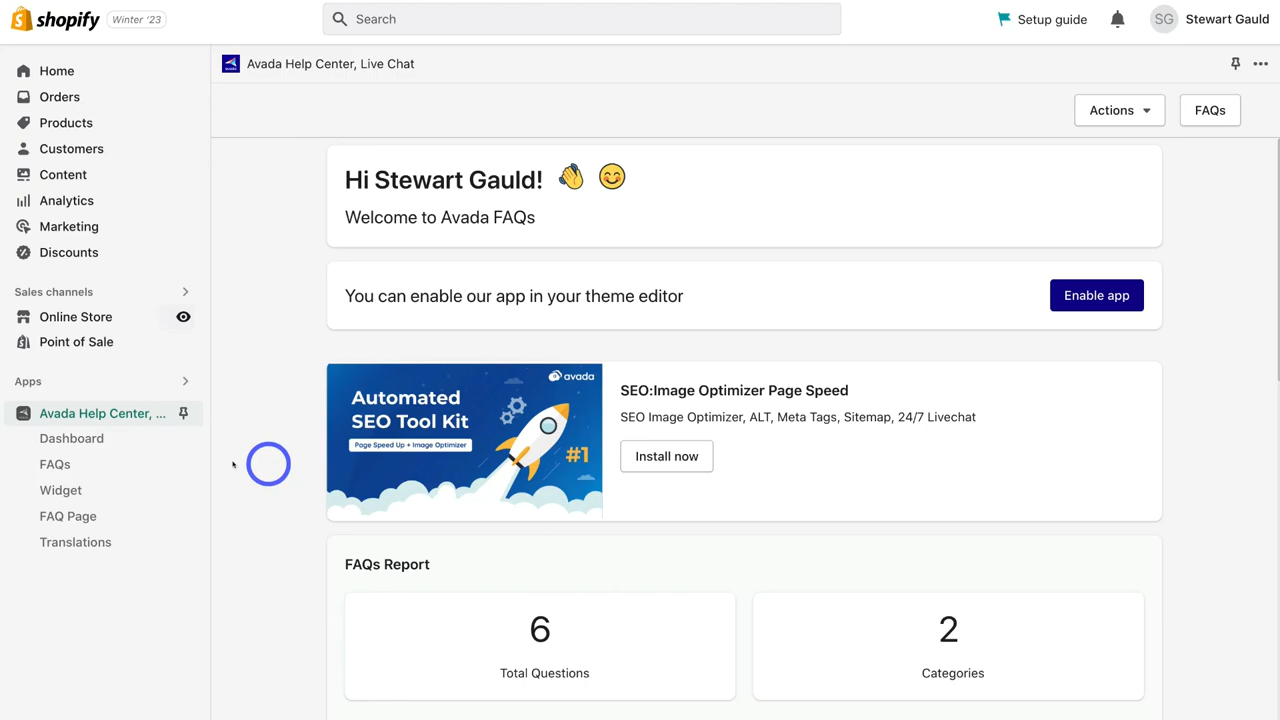 shopify Winter '23
Search
Setup guide
SG Stewart Gauld
Home
Orders
Products
Customers
Content
Analytics
Marketing
Discounts
Sales channels
Online Store
Point of Sale
Apps
Avada Help Center, ...
Dashboard
FAQs
Widget
FAQ Page
Translations
avada Avada Help Center, Live Chat
Actions FAQs
Hi Stewart Gauld! 👋 😊
Welcome to Avada FAQs
You can enable our app in your theme editor
Enable app
avada
Automated
SEO Tool Kit
Page Speed Up + Image Optimizer
#1
SEO:Image Optimizer Page Speed
SEO Image Optimizer, ALT, Meta Tags, Sitemap, 24/7 Livechat
Install now
FAQs Report
6
Total Questions
2
Categories